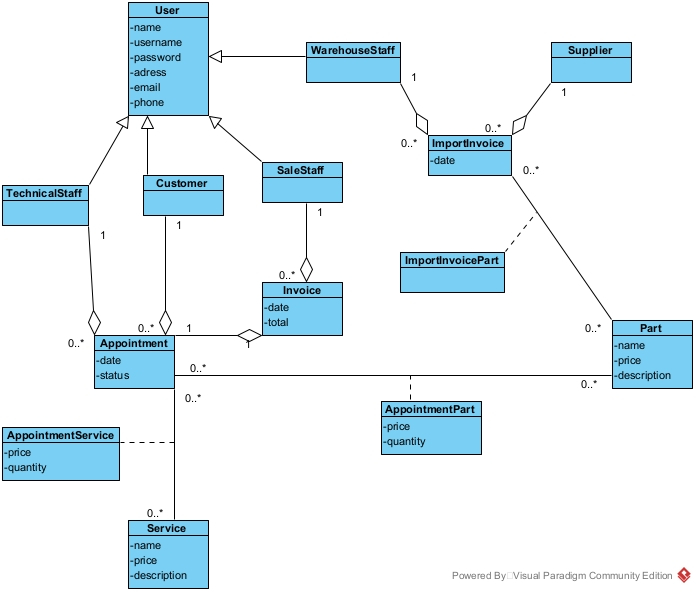 User
-name
-username
-password
-adress
-email
-phone
WarehouseStaff
Supplier
1
1
0..*
0..*
ImportInvoice
-date
0..*
TechnicalStaff
Customer
SaleStaff
1
1
1
ImportInvoicePart
0..*
Invoice
-date
-total
0..*
0..*
1
1
Appointment
-date
-status
0..*
Part
-name
-price
-description
0..*
0..*
0..*
AppointmentPart
-price
-quantity
AppointmentService
-price
-quantity
0..*
Service
-name
-price
-description
Powered By Visual Paradigm Community Edition